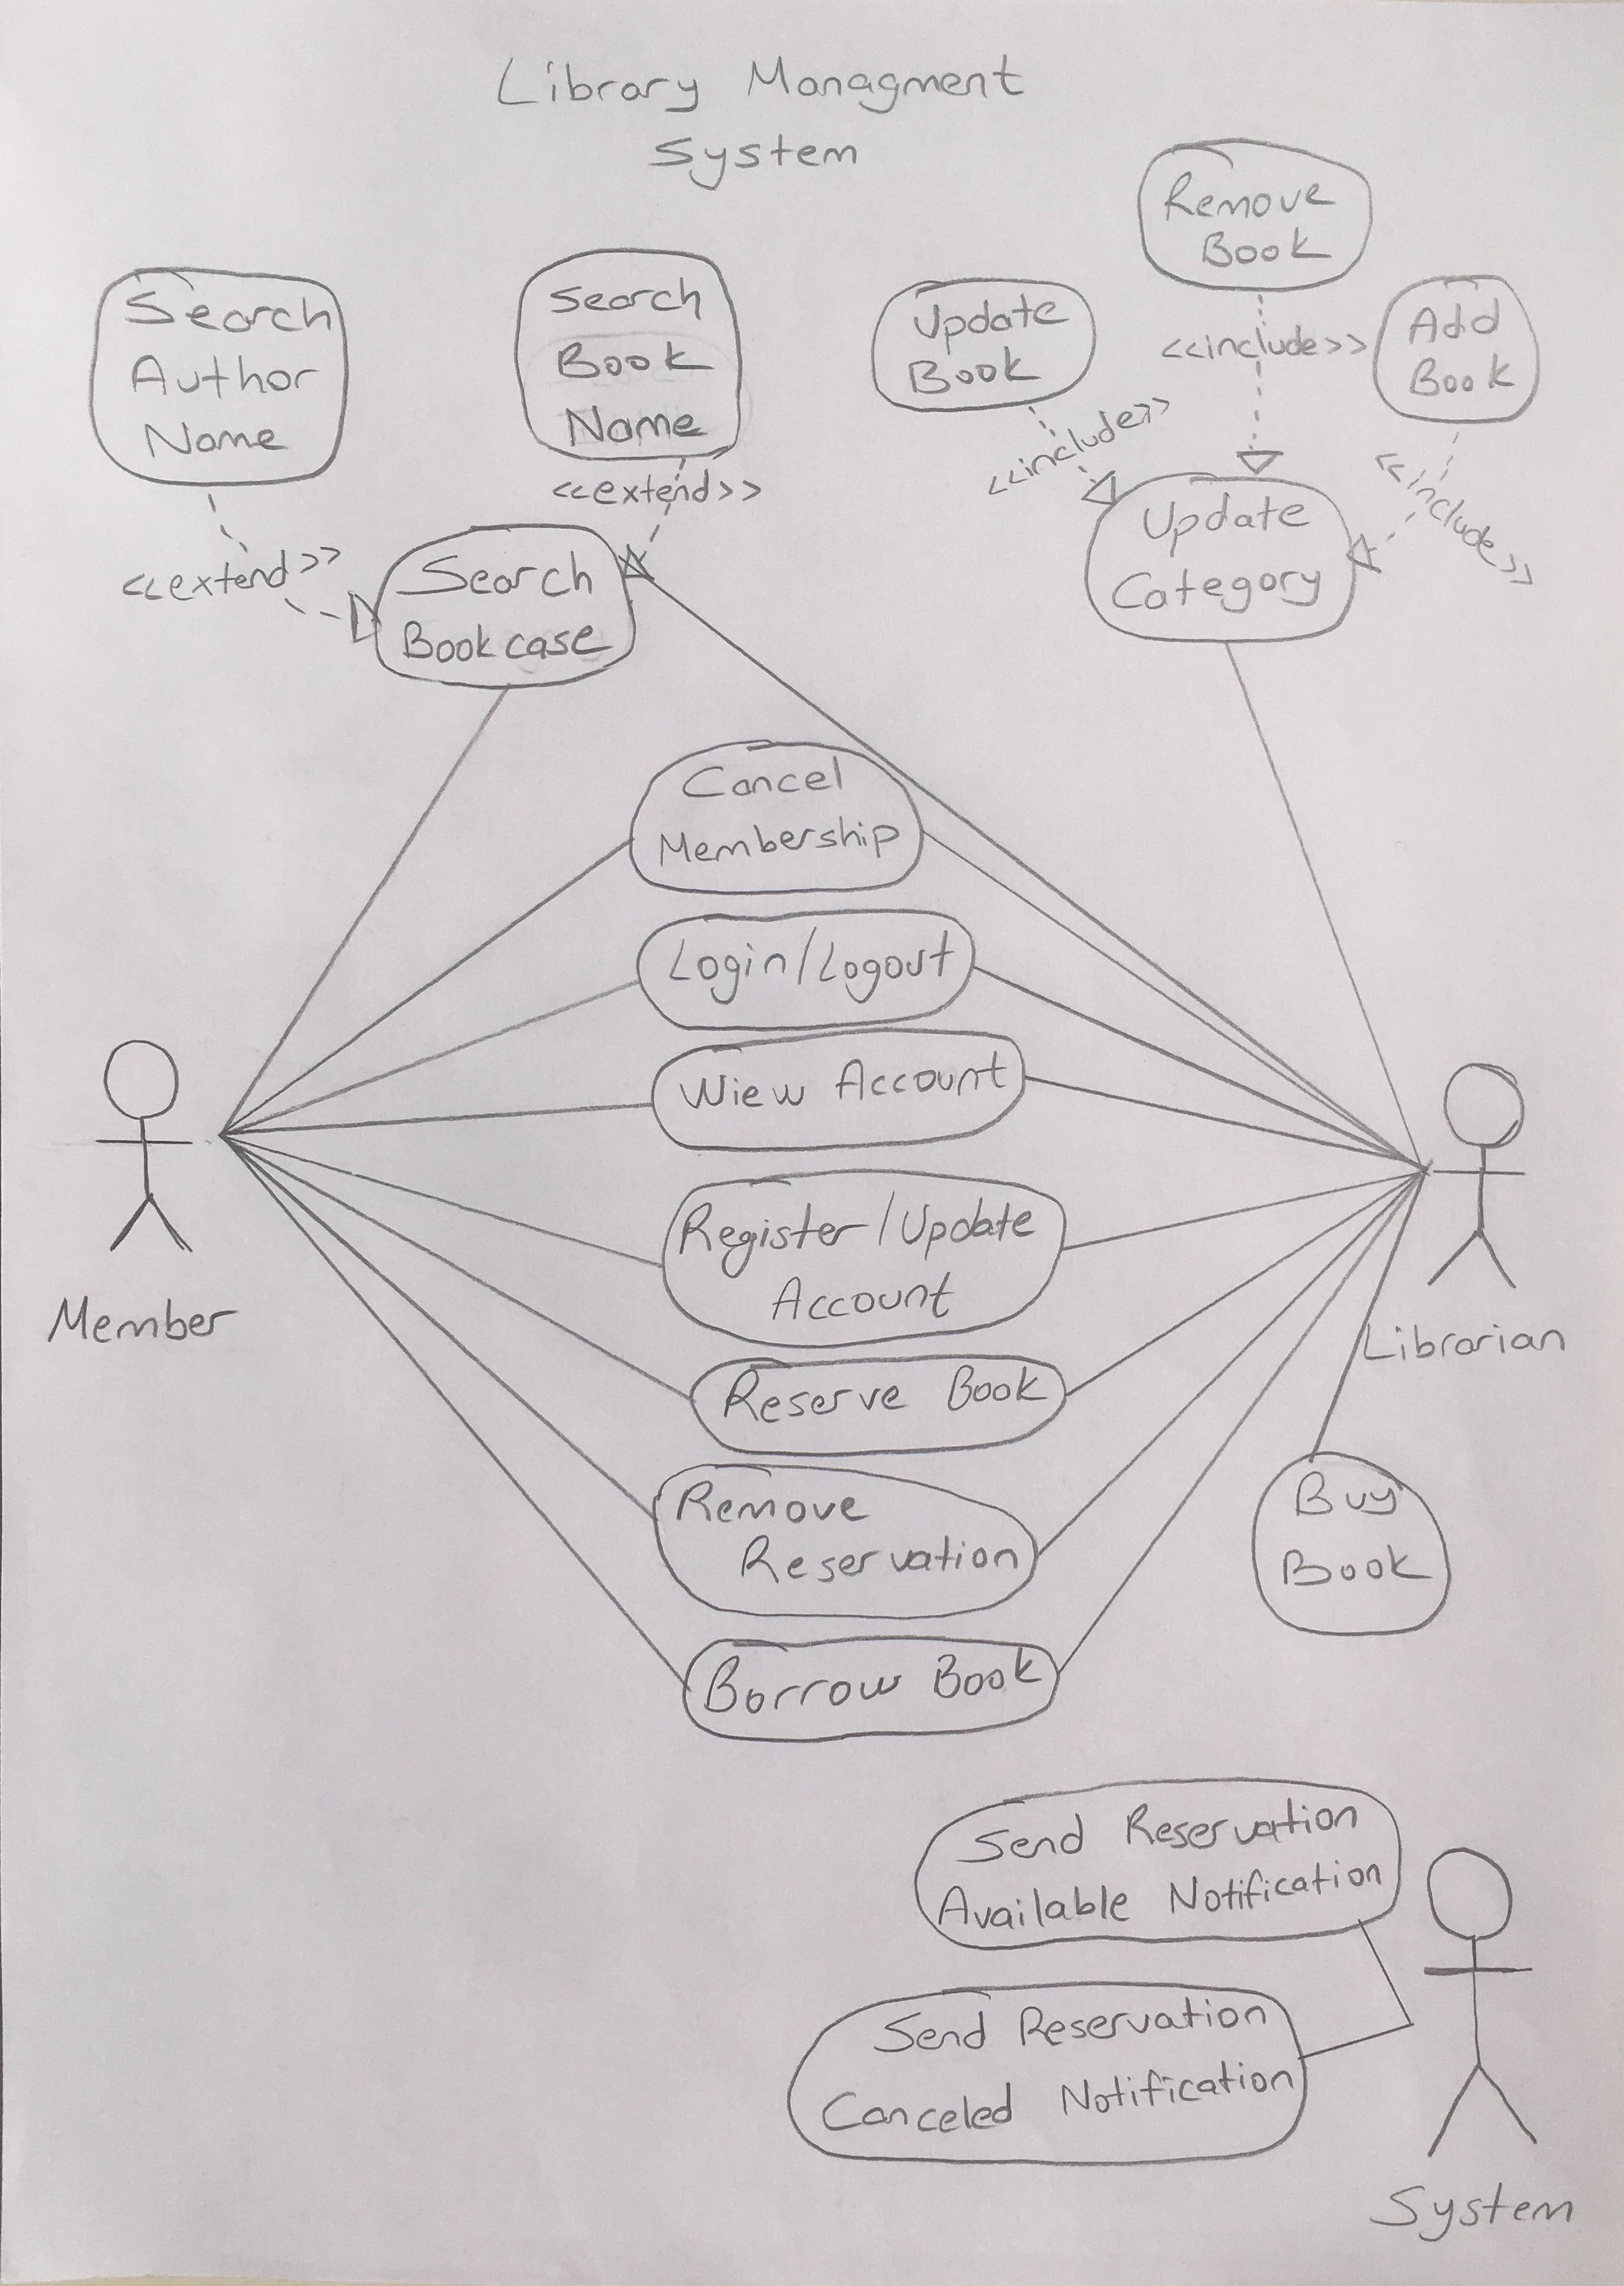 Library Managment
System
Remove
Book
Search
Author
Name
Search
Book
Name
Update
Book
Add
Book
<<include>>
<<include>>
<<include>>
<<extend>>
<<extend>>
Search
Bookcase
Update
Category
Cancel
Membership
Login/Logout
Wiew Account
Register/Update
Account
Member
Librarian
Reserve Book
Remove
Reservation
Buy
Book
Borrow Book
Send Reservation
Available Notification
Send Reservation
Canceled Notification
System